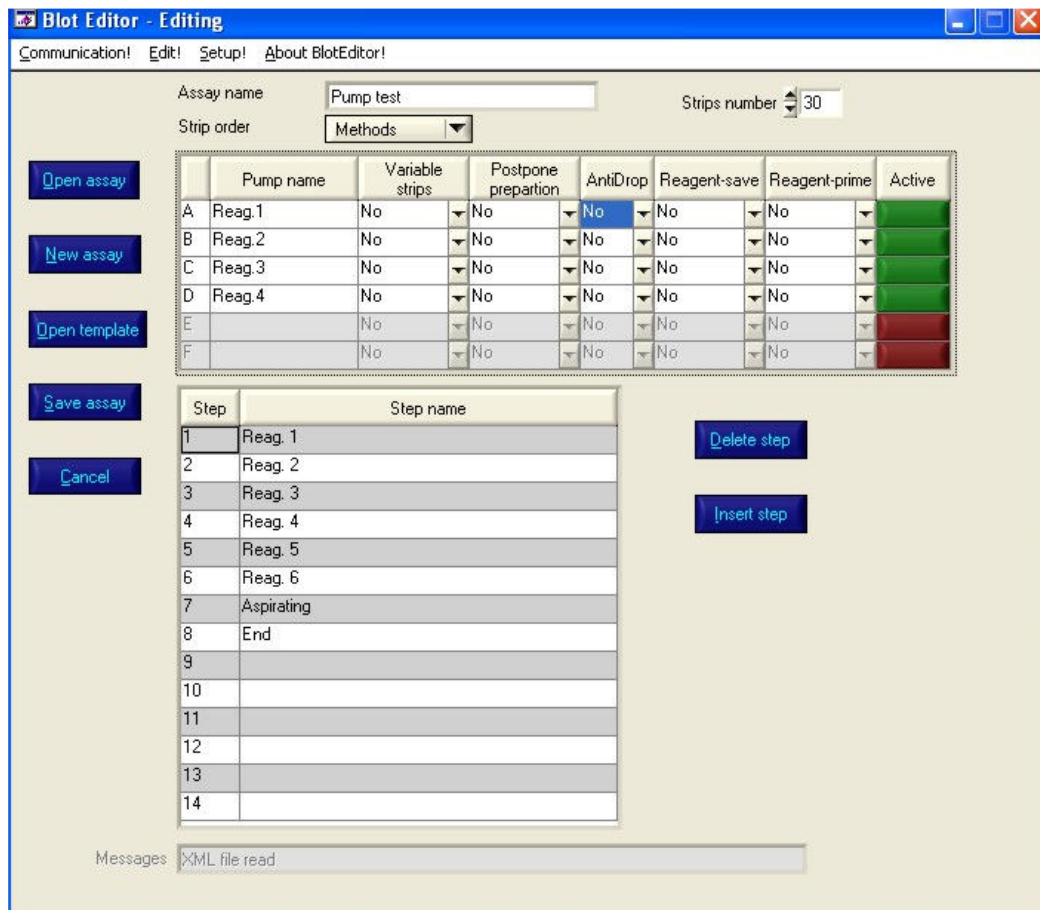 Blot Editor - Editing
Communication! Edit! Setup! About BlotEditor!
Assay name Pump test Strips number 30
Strip order Methods
Open assay
New assay
Open template
Save assay
Cancel
Pump name Variable strips Postpone prepartion AntiDrop Reagent-save Reagent-prime Active
A Reag.1 No No No No No
B Reag.2 No No No No No
C Reag.3 No No No No No
D Reag.4 No No No No No
E No No No No No
F No No No No No
Step Step name
1 Reag. 1
2 Reag. 2
3 Reag. 3
4 Reag. 4
5 Reag. 5
6 Reag. 6
7 Aspirating
8 End
9
10
11
12
13
14
Delete step
Insert step
Messages XML file read